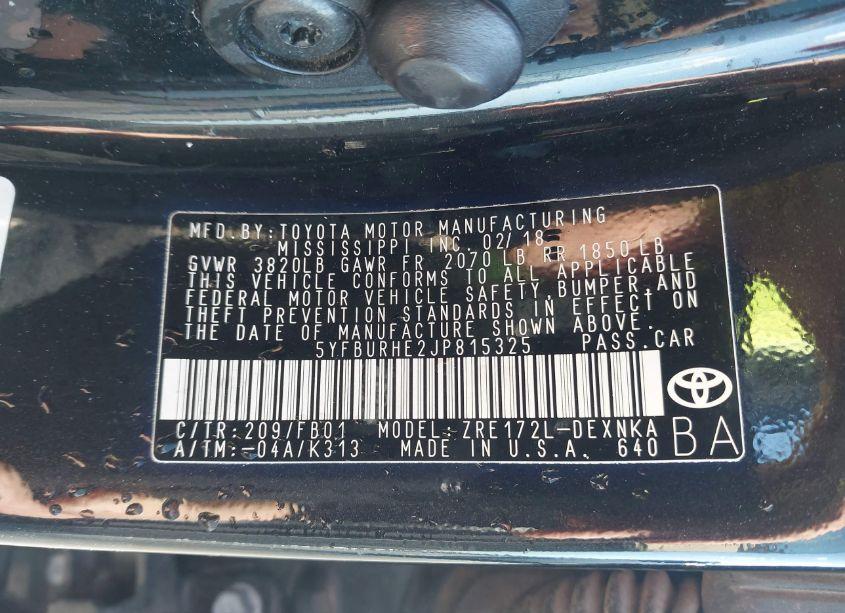 MFD.BY:TOYOTA MOTOR MANUFACTURING
MISSISSIPPI INC. 02/18
GVWR 3820LB GAWR FR 2070 LB RR 1850 LB
THIS VEHICLE CONFORMS TO ALL APPLICABLE
FEDERAL MOTOR VEHICLE SAFETY, BUMPER, AND
THEFT PREVENTION STANDARDS IN EFFECT ON
THE DATE OF MANUFACTURE SHOWN ABOVE.
5YFBURHE2JP815325 PASS.CAR
C/TR:209/FB01 MODEL:ZRE172L-DEXNKA
A/TM:-04A/K313 MADE IN U.S.A. 640
BA